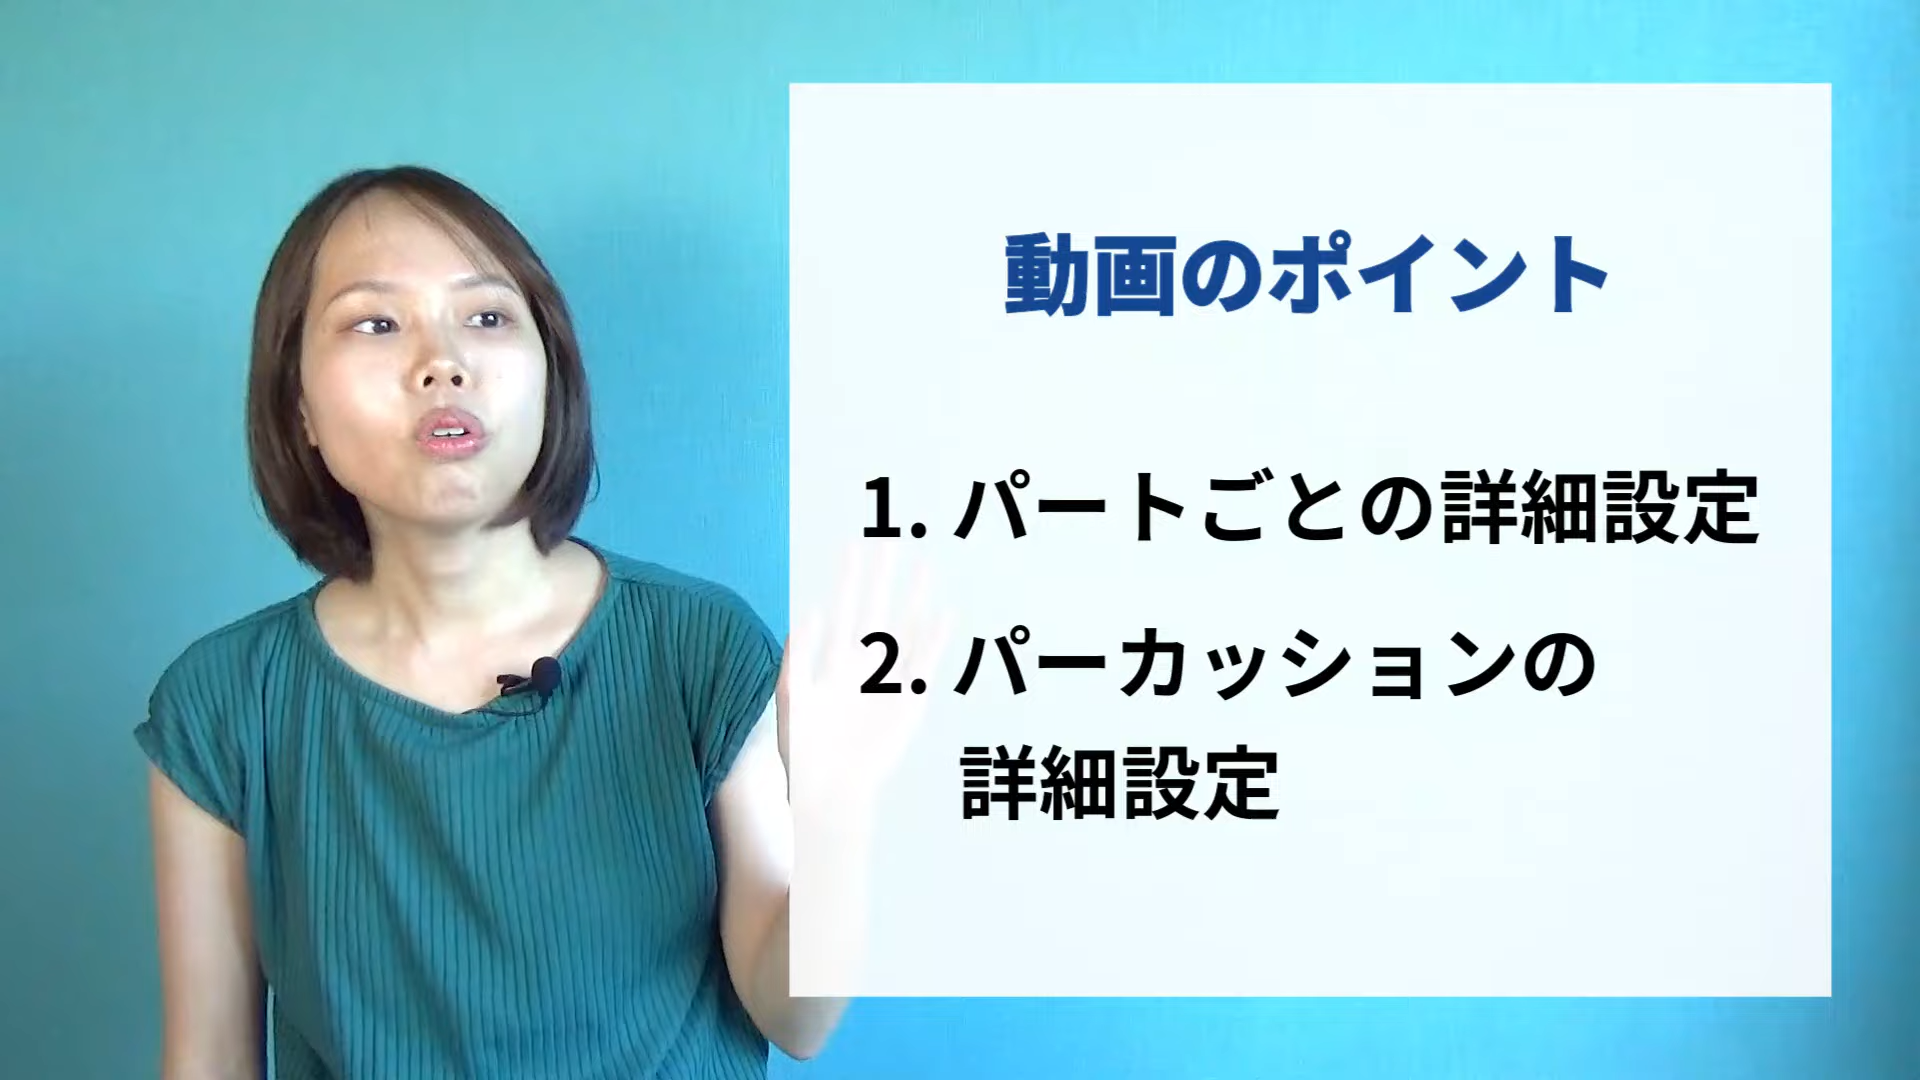 動画のポイント
1. パートごとの詳細設定
2. パーカッションの
詳細設定